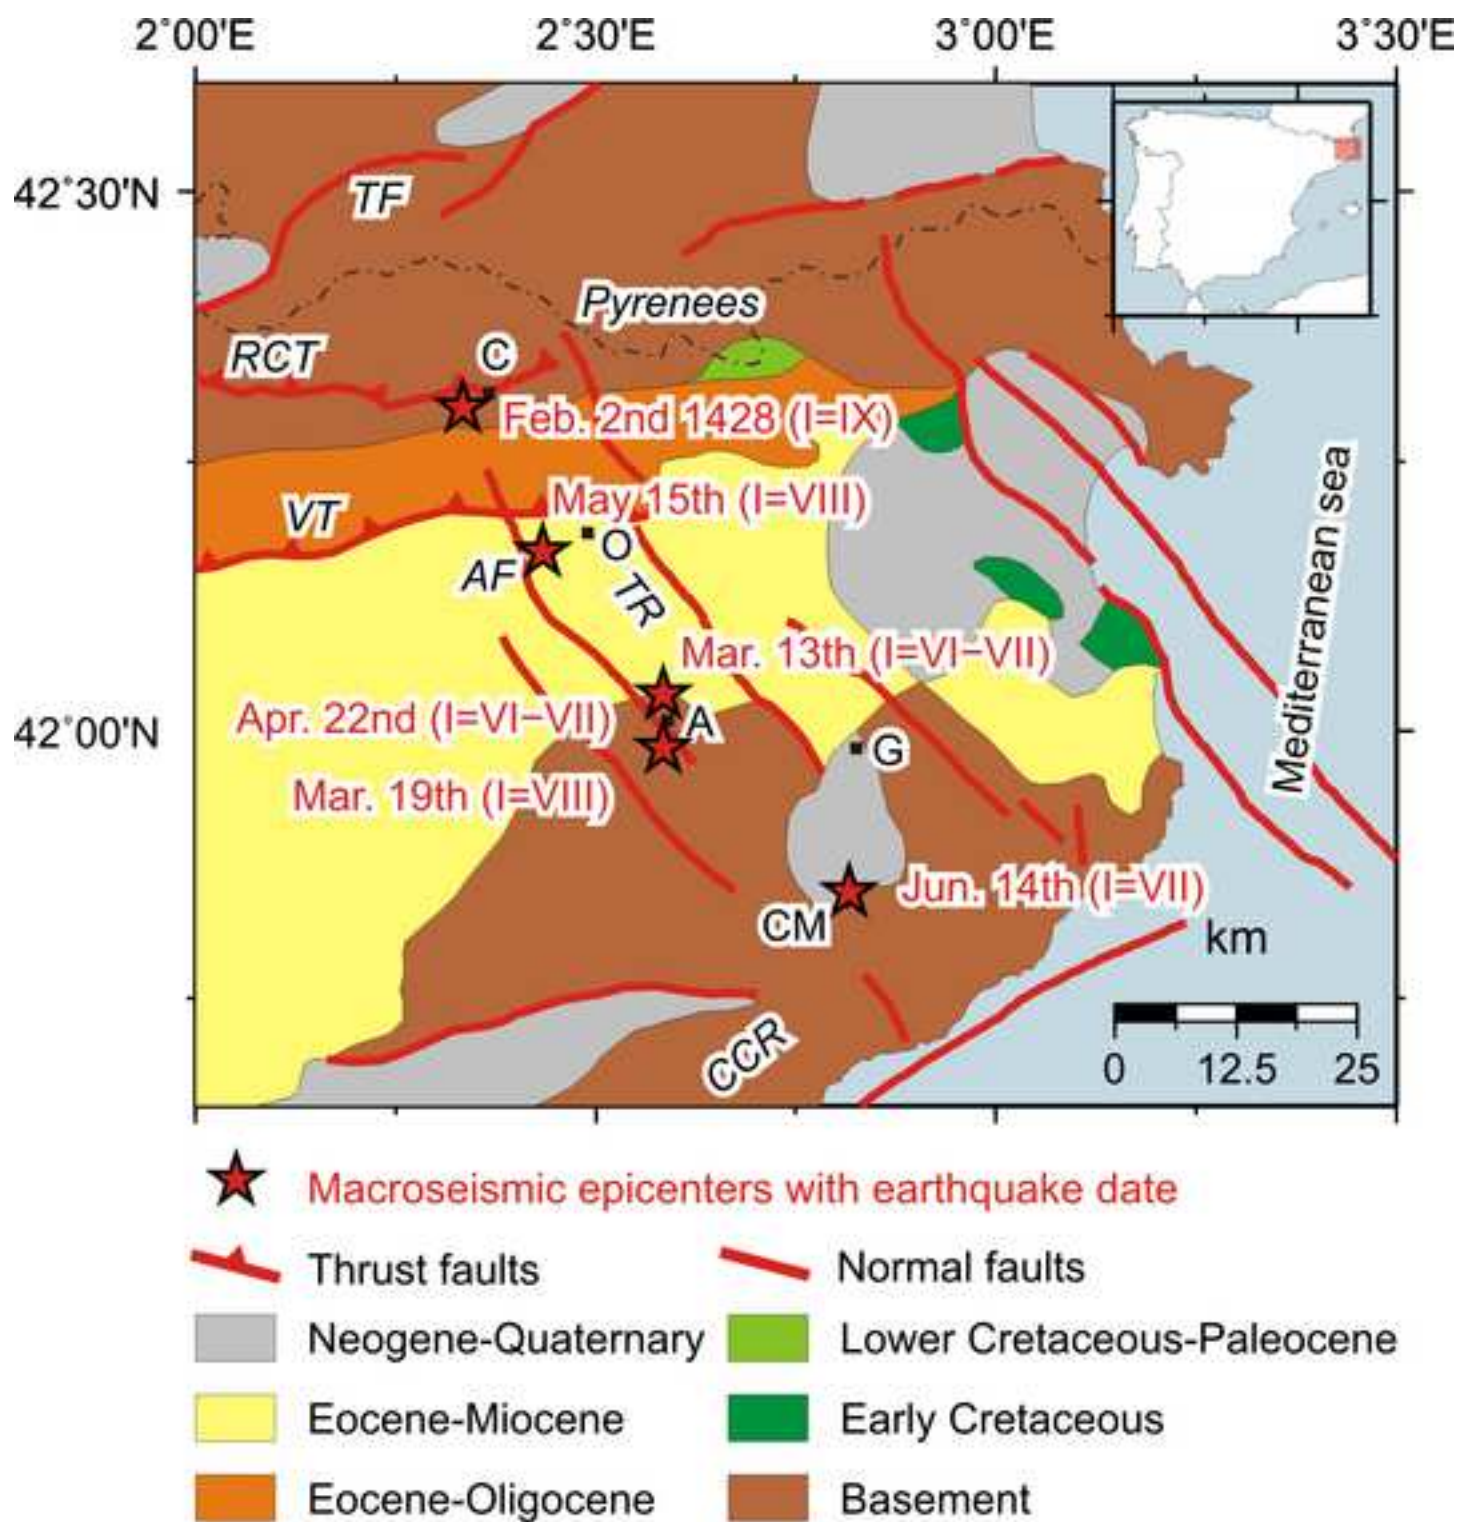 2°00'E 2°30'E 3°00'E 3°30'E
42°30'N
TF
Pyrenees
RCT
C
Feb. 2nd 1428 (I=IX)
May 15th (I=VIII)
VT
O
AF
TR
Mediterranean sea
Mar. 13th (I=VI–VII)
Apr. 22nd (I=VI–VII)
A
42°00'N
G
Mar. 19th (I=VIII)
Jun. 14th (I=VII)
CM
km
CCR
0 12.5 25
Macroseismic epicenters with earthquake date
Thrust faults Normal faults
Neogene-Quaternary Lower Cretaceous-Paleocene
Eocene-Miocene Early Cretaceous
Eocene-Oligocene Basement